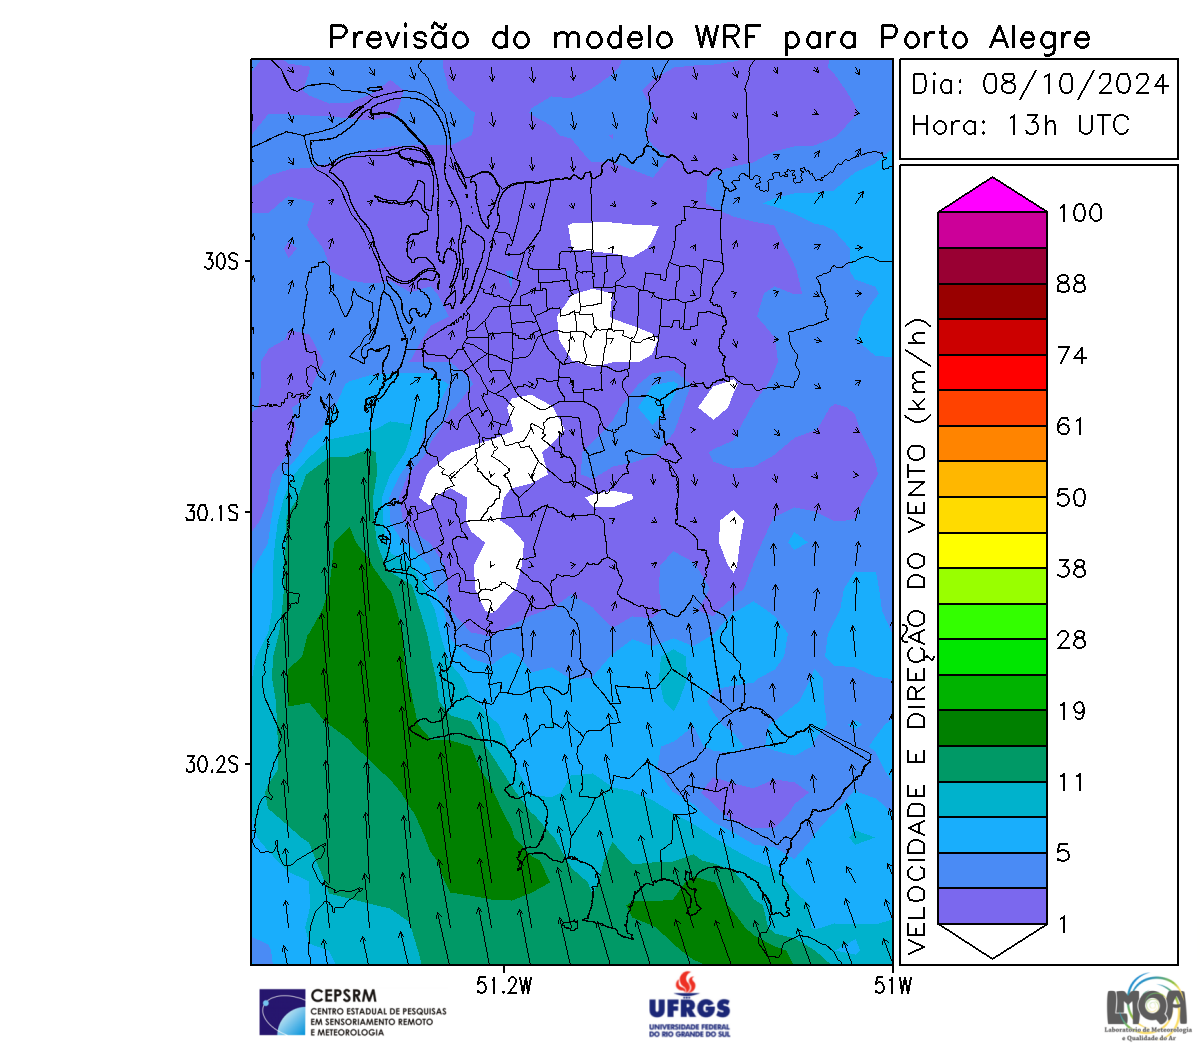 Previsão do modelo WRF para Porto Alegre
Dia: 08/10/2024
Hora: 13h UTC
30S
30.1S
30.2S
51.2W
51W
VELOCIDADE E DIREÇÃO DO VENTO (km/h)
100
88
74
61
50
38
28
19
11
5
1
CEPSRM
CENTRO ESTADUAL DE PESQUISAS
EM SENSORIAMENTO REMOTO
E METEOROLOGIA
UFRGS
UNIVERSIDADE FEDERAL
DO RIO GRANDE DO SUL
LMQA
Laboratório de Meteorologia
e Qualidade do Ar